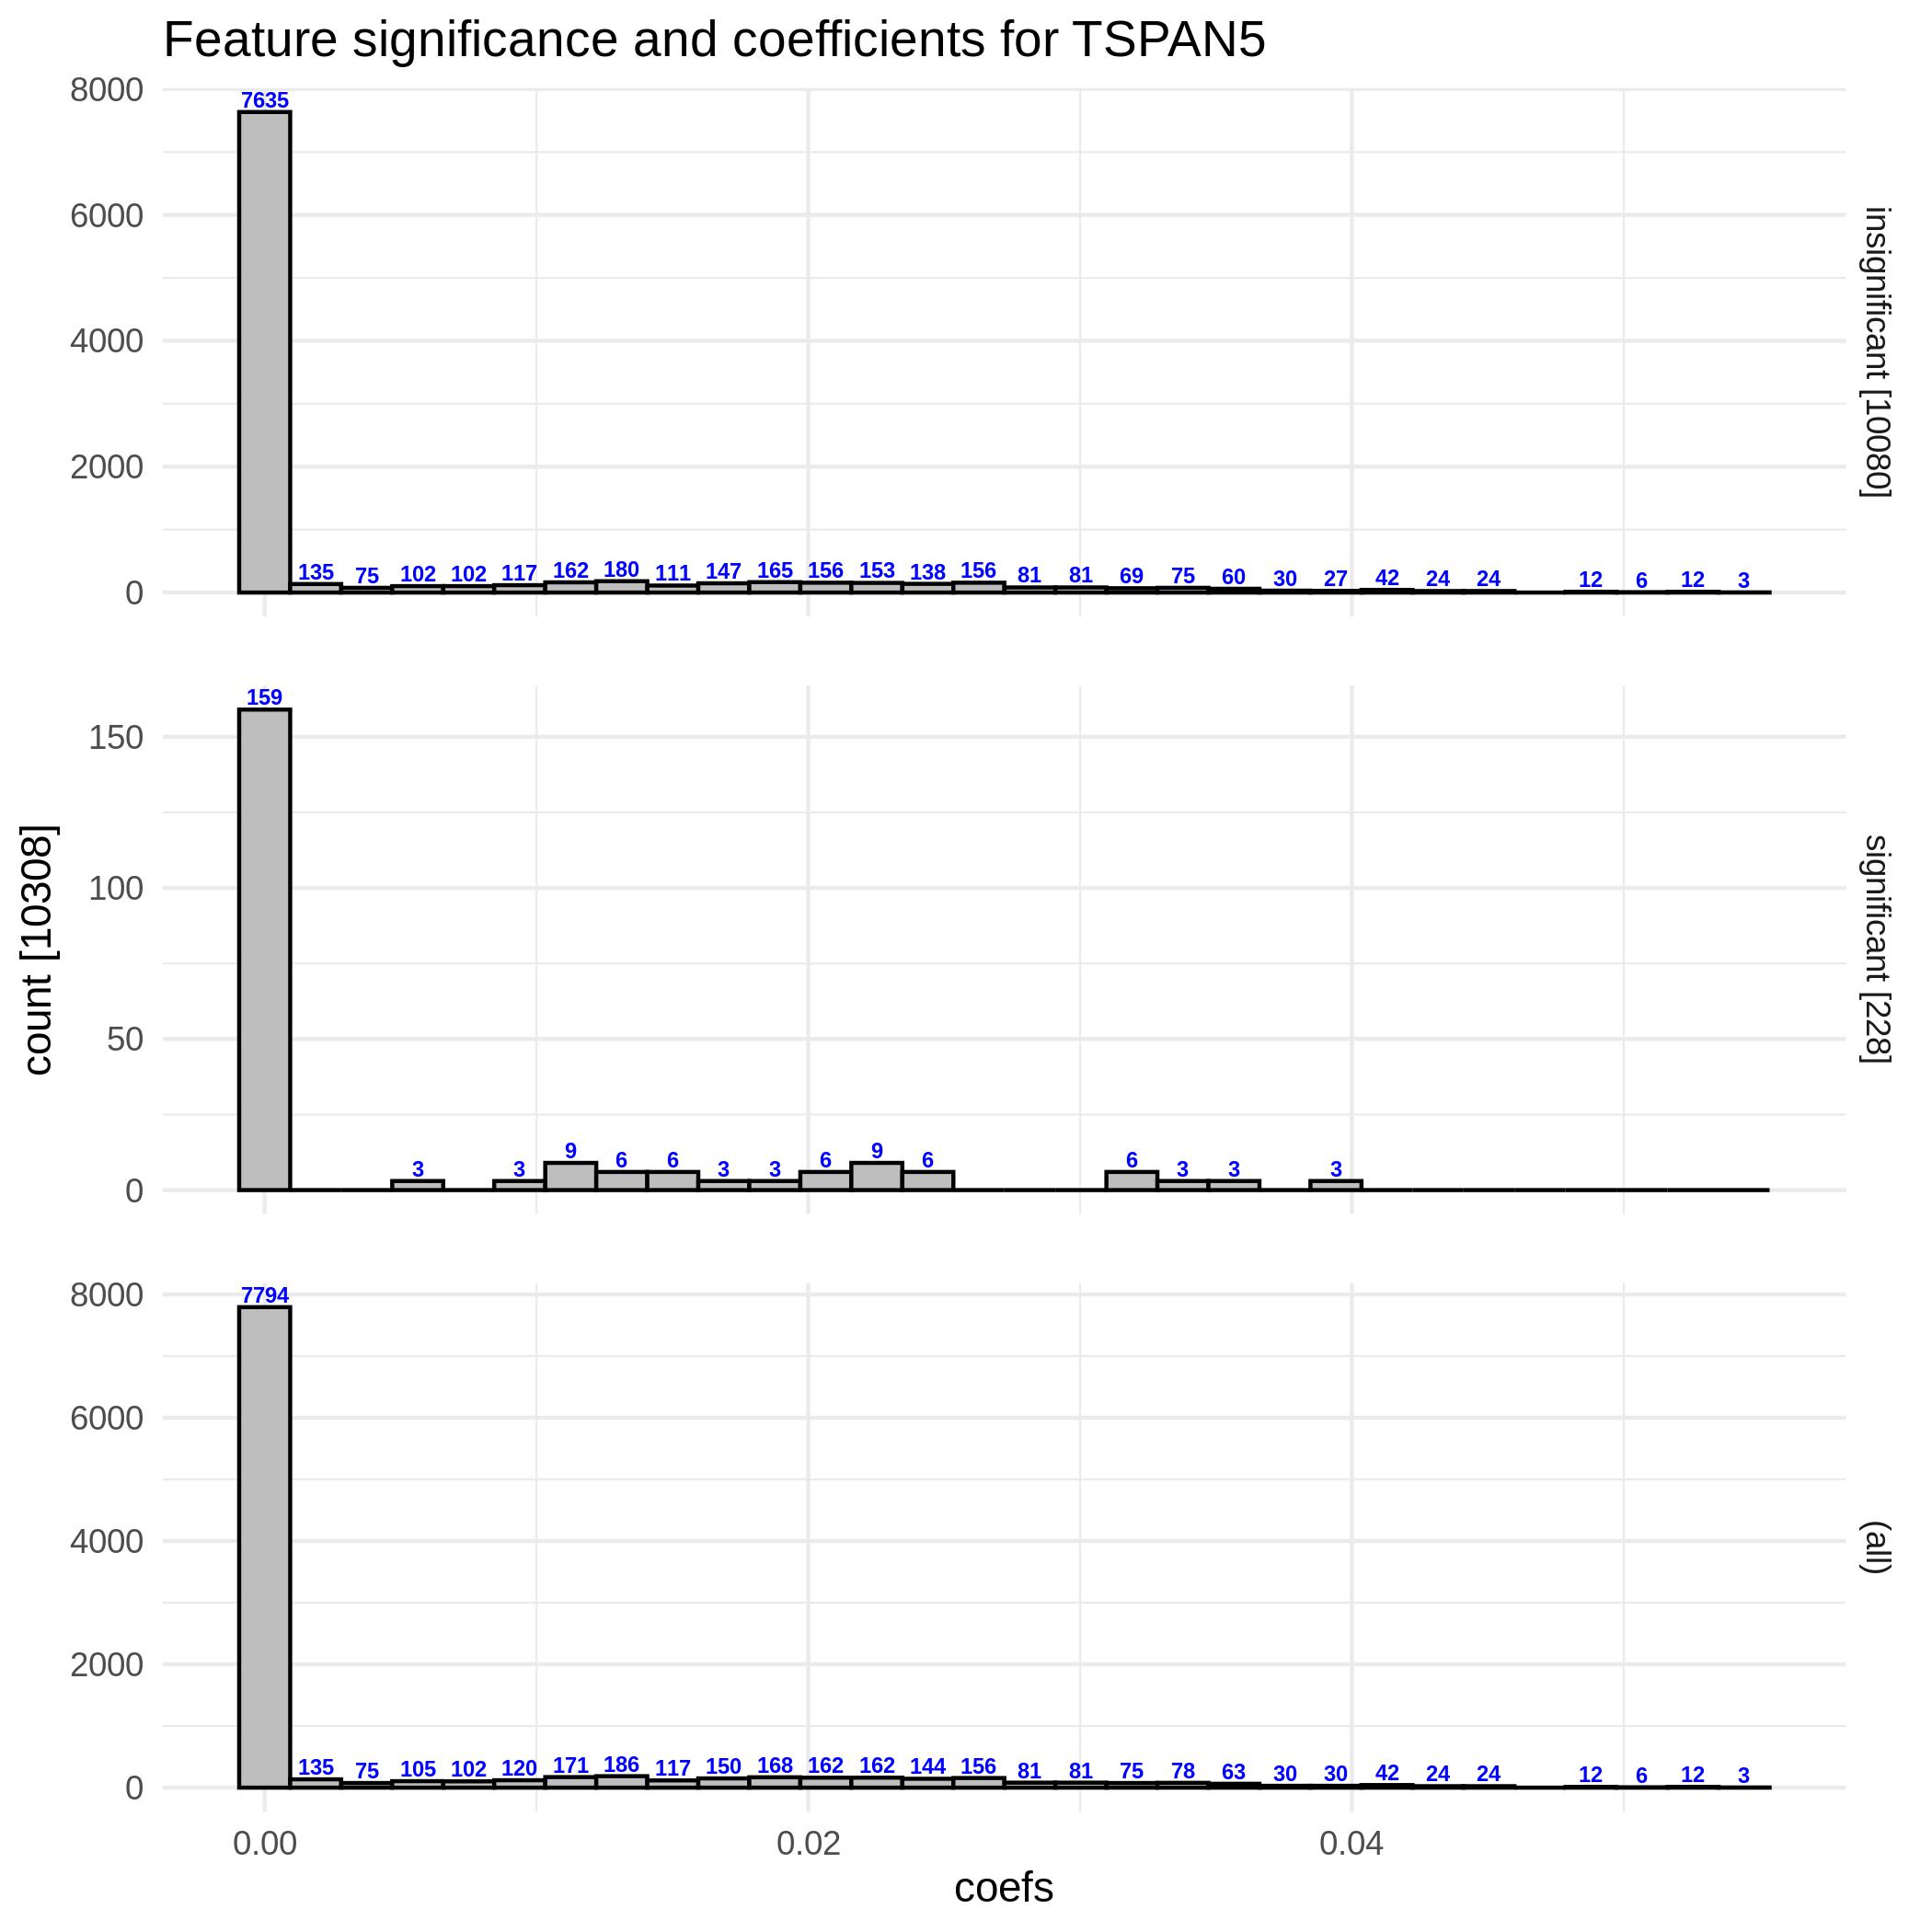 Feature significance and coefficients for TSPAN5
8000
6000
4000
2000
0
7635
135 75 102 102 117 162 180 111 147 165 156 153 138 156 81 81 69 75 60 30 27 42 24 24 12 6 12 3
insignificant [10080]
count [10308]
150
100
50
0
159
3 3 9 6 6 3 3 6 9 6 6 3 3 3
significant [228]
8000
6000
4000
2000
0
7794
135 75 105 102 120 171 186 117 150 168 162 162 144 156 81 81 75 78 63 30 30 42 24 24 12 6 12 3
(all)
0.00 0.02 0.04
coefs